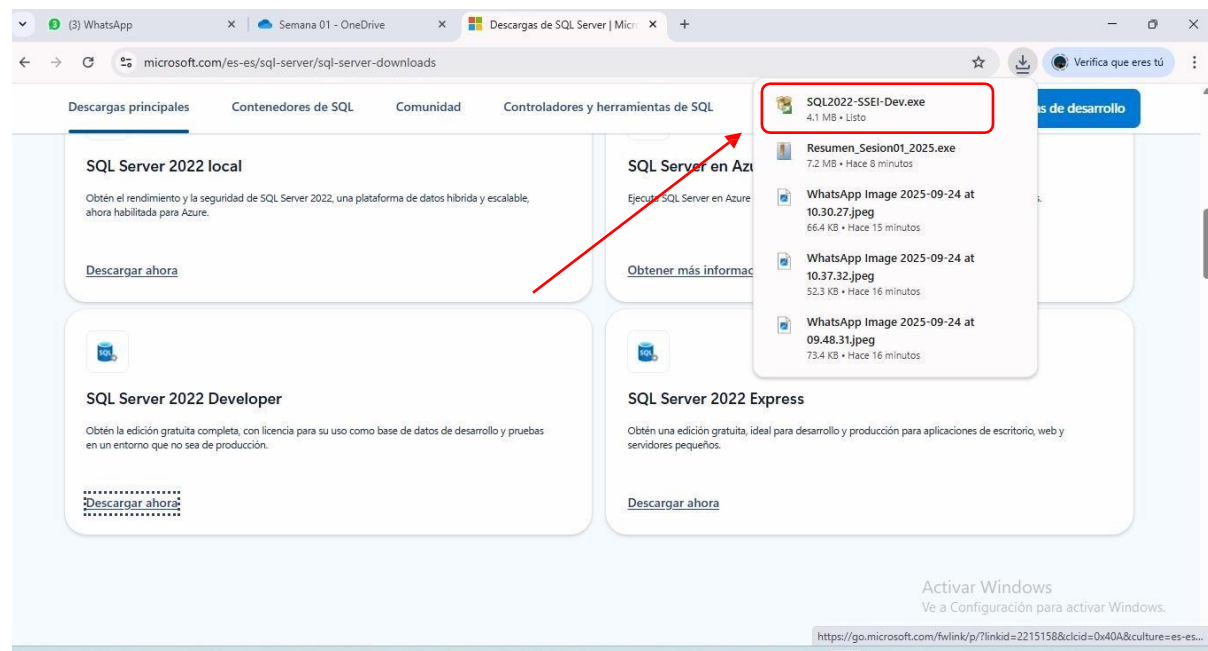 3
(3) WhatsApp
Semana 01 - OneDrive
Descargas de SQL Server | Micr
microsoft.com/es-es/sql-server/sql-server-downloads
Verifica que eres tú
Descargas principales
Contenedores de SQL
Comunidad
Controladores y herramientas de SQL
s de desarrollo
SQL2022-SSEI-Dev.exe
4.1 MB • Listo
Resumen_Sesion01_2025.exe
7.2 MB • Hace 8 minutos
WhatsApp Image 2025-09-24 at
10.30.27.jpeg
66.4 KB • Hace 15 minutos
WhatsApp Image 2025-09-24 at
10.37.32.jpeg
52.3 KB • Hace 16 minutos
WhatsApp Image 2025-09-24 at
09.48.31.jpeg
73.4 KB • Hace 16 minutos
SQL Server 2022 local
Obtén el rendimiento y la seguridad de SQL Server 2022, una plataforma de datos híbrida y escalable,
ahora habilitada para Azure.
Descargar ahora
SQL Server en Azu
Ejecute SQL Server en Azure
s.
Obtener más informac
SQL
SQL Server 2022 Developer
Obtén la edición gratuita completa, con licencia para su uso como base de datos de desarrollo y pruebas
en un entorno que no sea de producción.
Descargar ahora
SQL
SQL Server 2022 Express
Obtén una edición gratuita, ideal para desarrollo y producción para aplicaciones de escritorio, web y
servidores pequeños.
Descargar ahora
Activar Windows
Ve a Configuración para activar Windows.
https://go.microsoft.com/fwlink/p/?linkid=2215158&clcid=0x40A&culture=es-es...